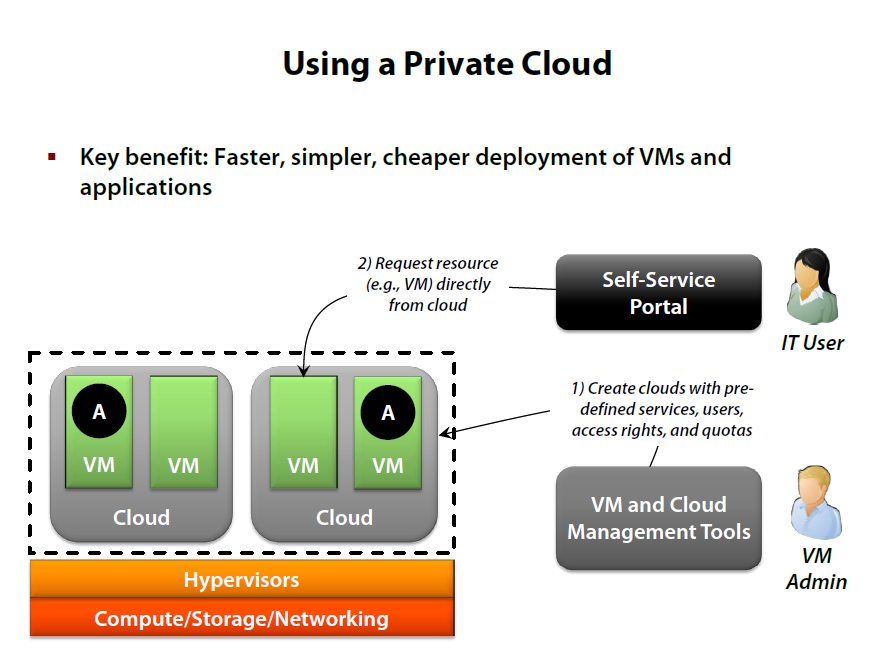 Using a Private Cloud
▪ Key benefit: Faster, simpler, cheaper deployment of VMs and
applications
2) Request resource
(e.g., VM) directly
from cloud
Self-Service
Portal
IT User
1) Create clouds with pre-
defined services, users,
access rights, and quotas
A
VM
VM
Cloud
VM
A
VM
Cloud
VM and Cloud
Management Tools
VM
Admin
Hypervisors
Compute/Storage/Networking